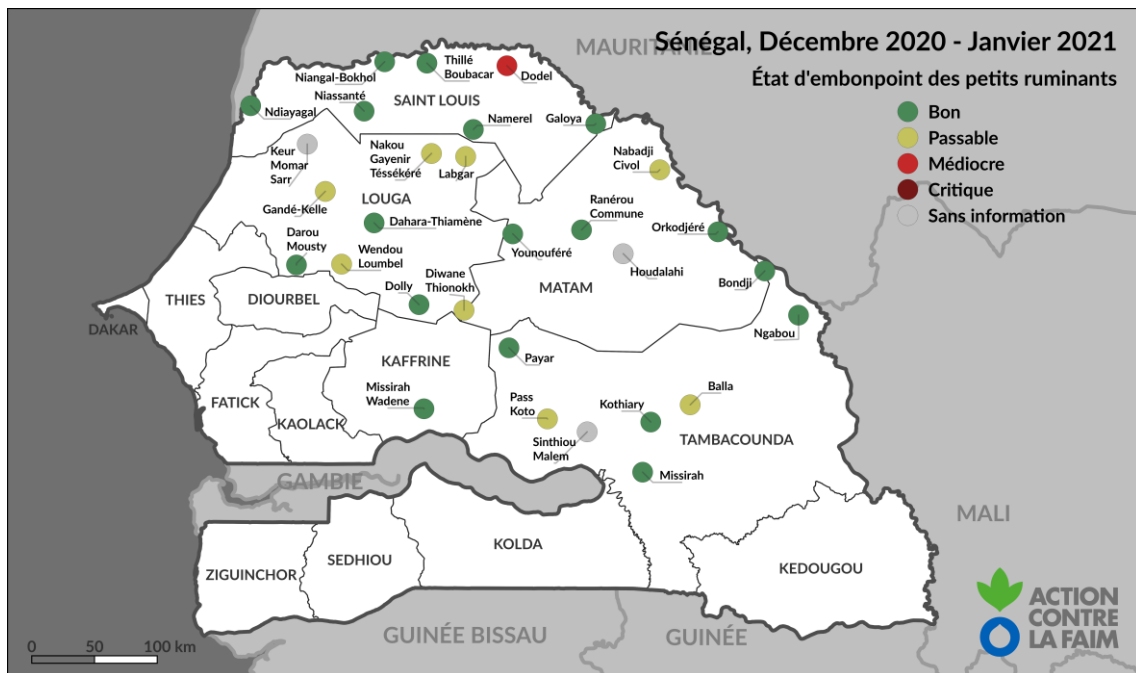 MAURITANIE
Sénégal, Décembre 2020 - Janvier 2021
État d'embonpoint des petits ruminants
Bon
Passable
Médiocre
Critique
Sans information
Niangal-Bokhol
Thillé
Boubacar
Dodel
Niassanté
SAINT LOUIS
Ndiayagal
Namerel
Galoya
Keur
Momar
Sarr
Nakou
Gayenir
Téssékéré
Labgar
Nabadji
Civol
Gandé-Kelle
LOUGA
Ranérou
Commune
Dahara-Thiamène
Orkodjéré
Darou
Mousty
Wendou
Loumbel
Younouféré
Houdalahi
Diwane
Thionokh
Dolly
Bondji
MATAM
THIES
DIOURBEL
DAKAR
Ngabou
KAFFRINE
Payar
Missirah
Wadene
Pass
Koto
Balla
Kothiary
FATICK
KAOLACK
Sinthiou
Malem
TAMBACOUNDA
Missirah
GAMBIE
MALI
KOLDA
SEDHIOU
ZIGUINCHOR
KEDOUGOU
GUINÉE BISSAU
GUINÉE
0 50 100 km
ACTION
CONTRE
LA FAIM